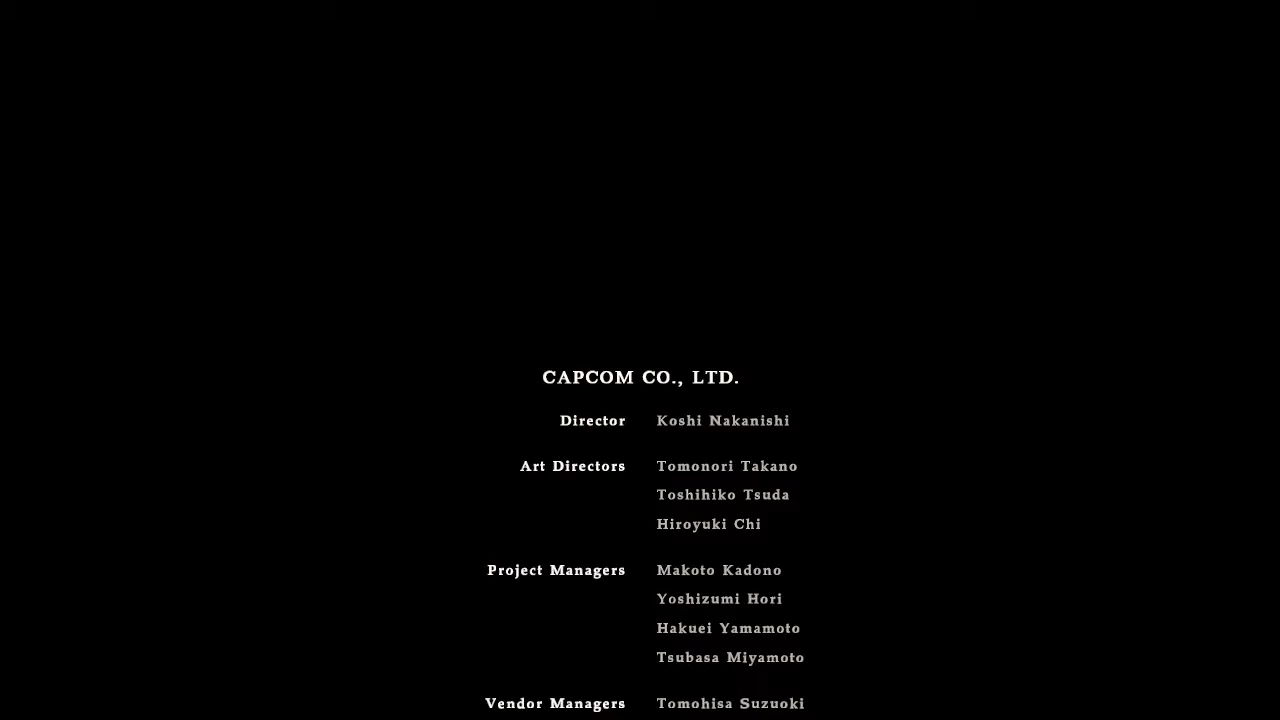 CAPCOM CO., LTD.
Director Koshi Nakanishi
Art Directors Tomonori Takano
Toshihiko Tsuda
Hiroyuki Chi
Project Managers Makoto Kadono
Yoshizumi Hori
Hakuei Yamamoto
Tsubasa Miyamoto
Vendor Managers Tomohisa Suzuoki